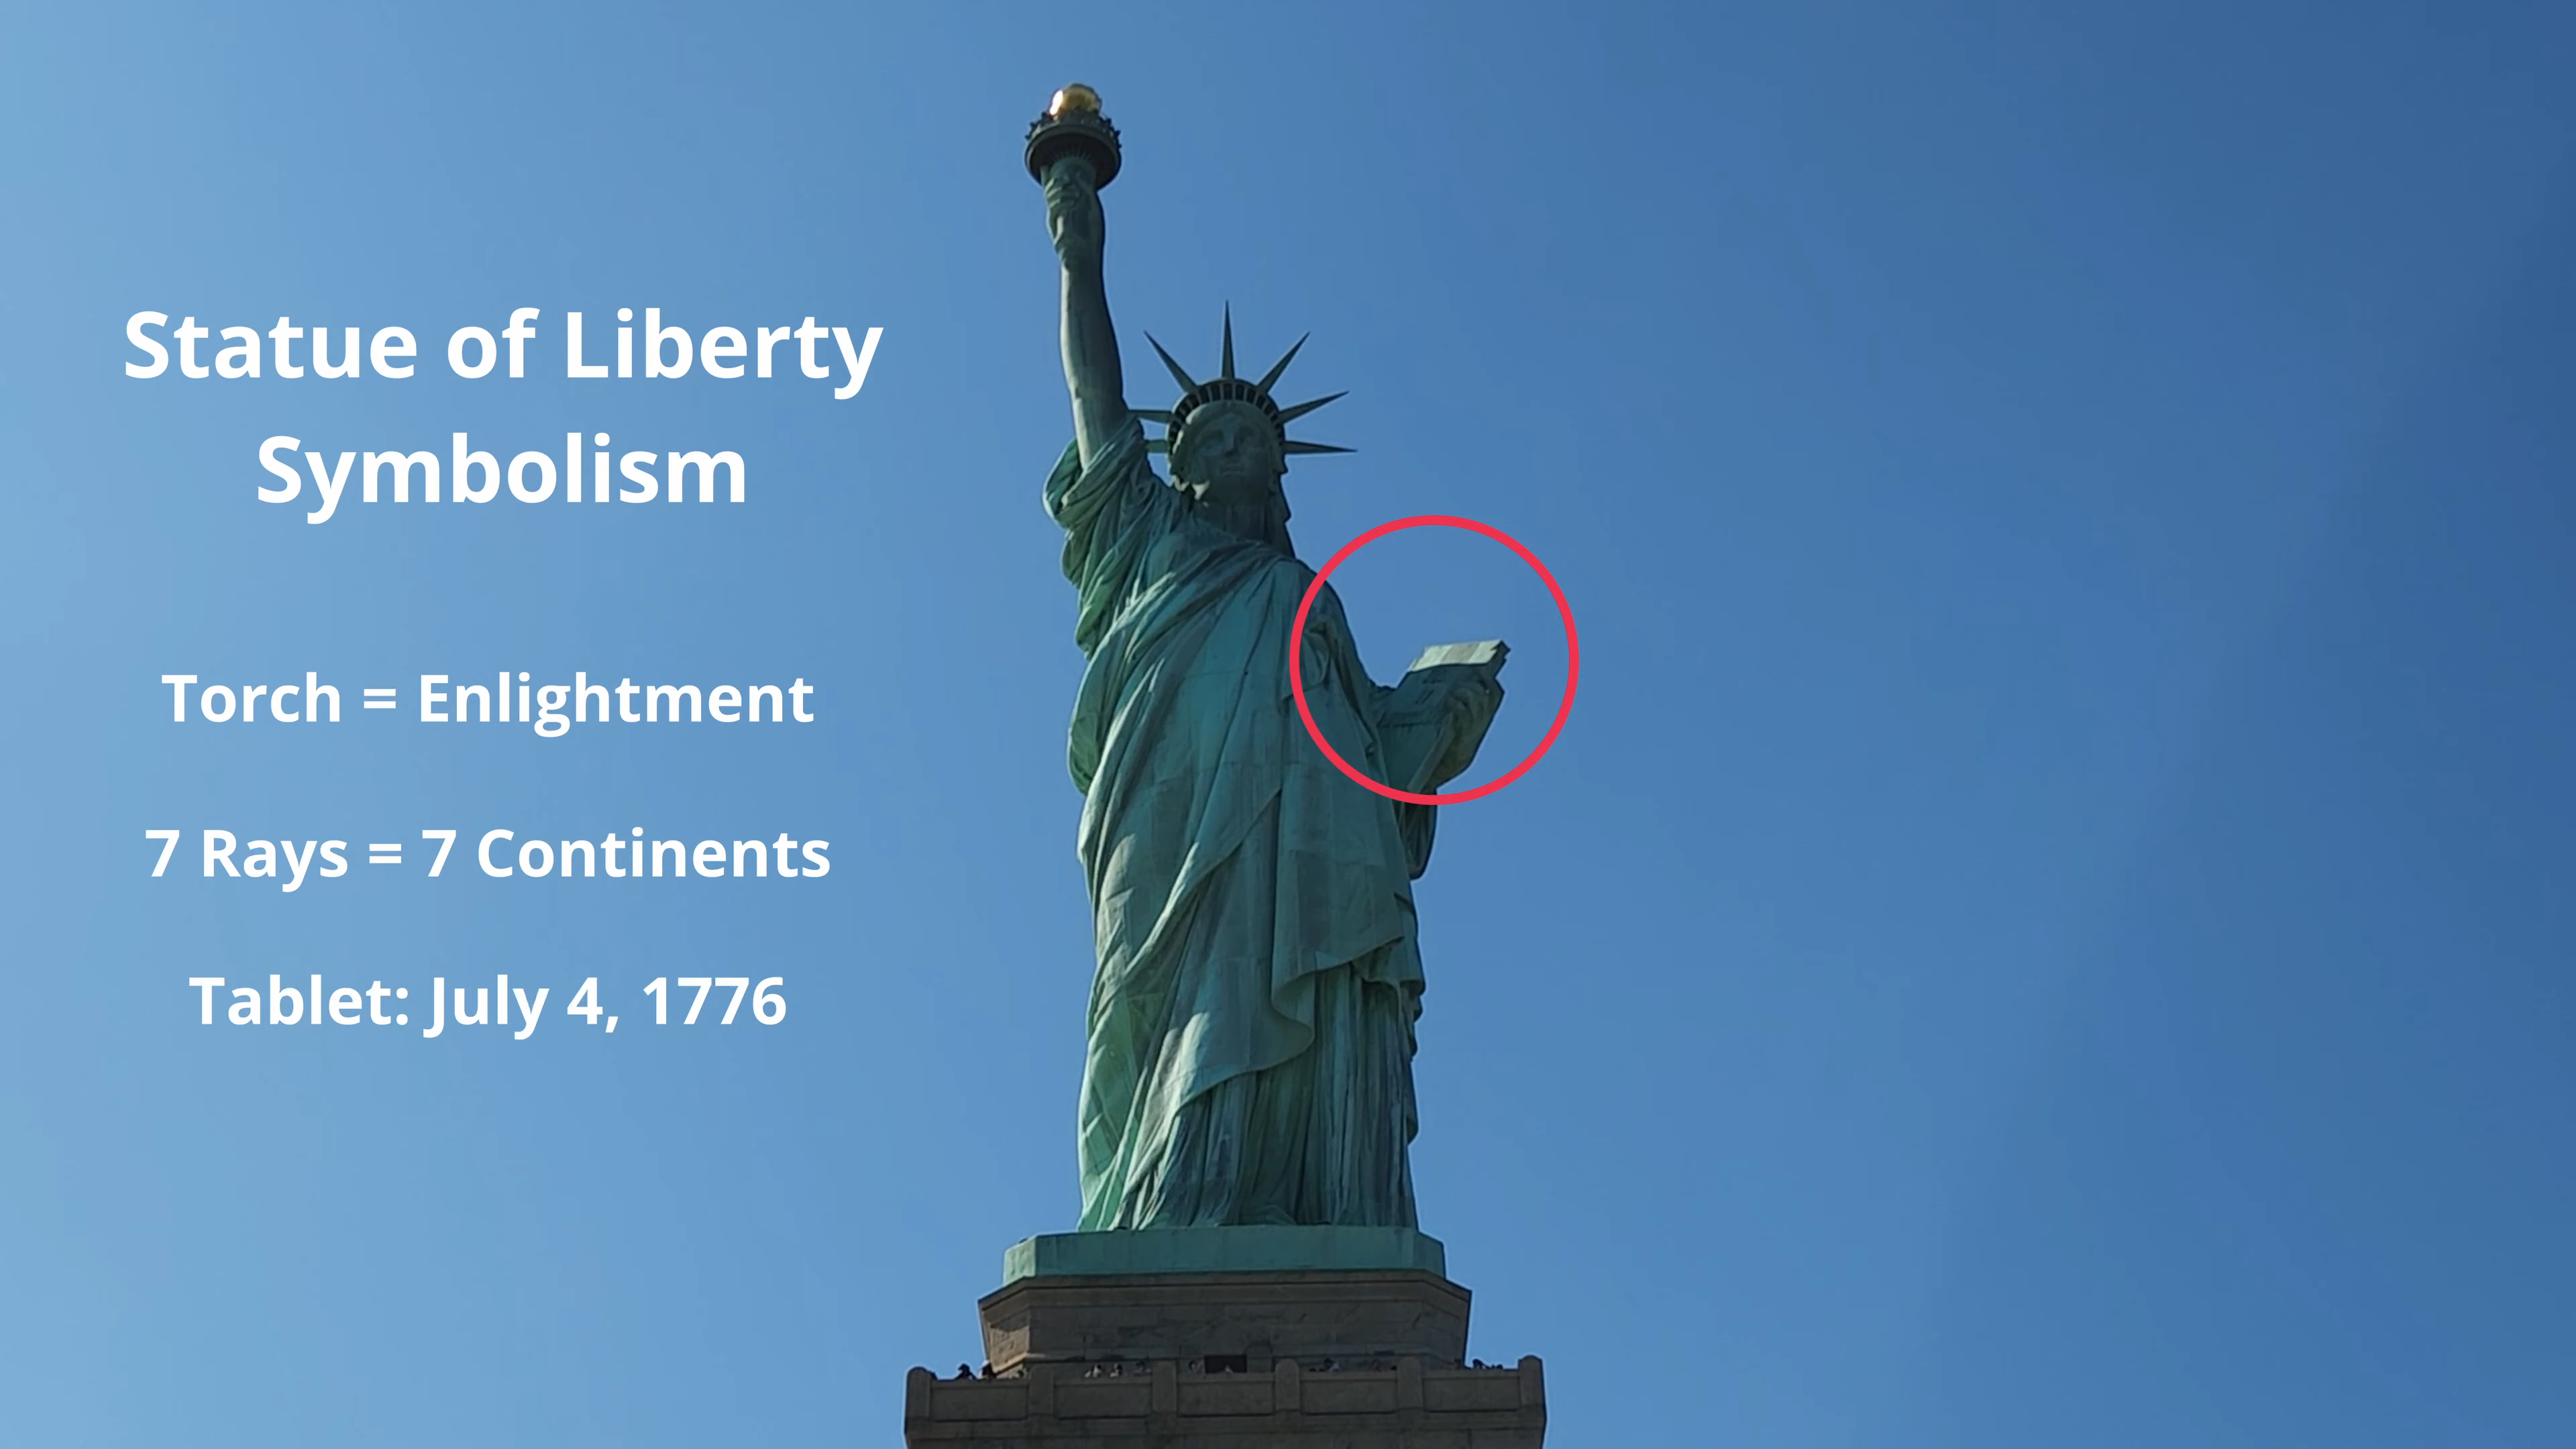 Statue of Liberty
Symbolism
Torch = Enlightment
7 Rays = 7 Continents
Tablet: July 4, 1776